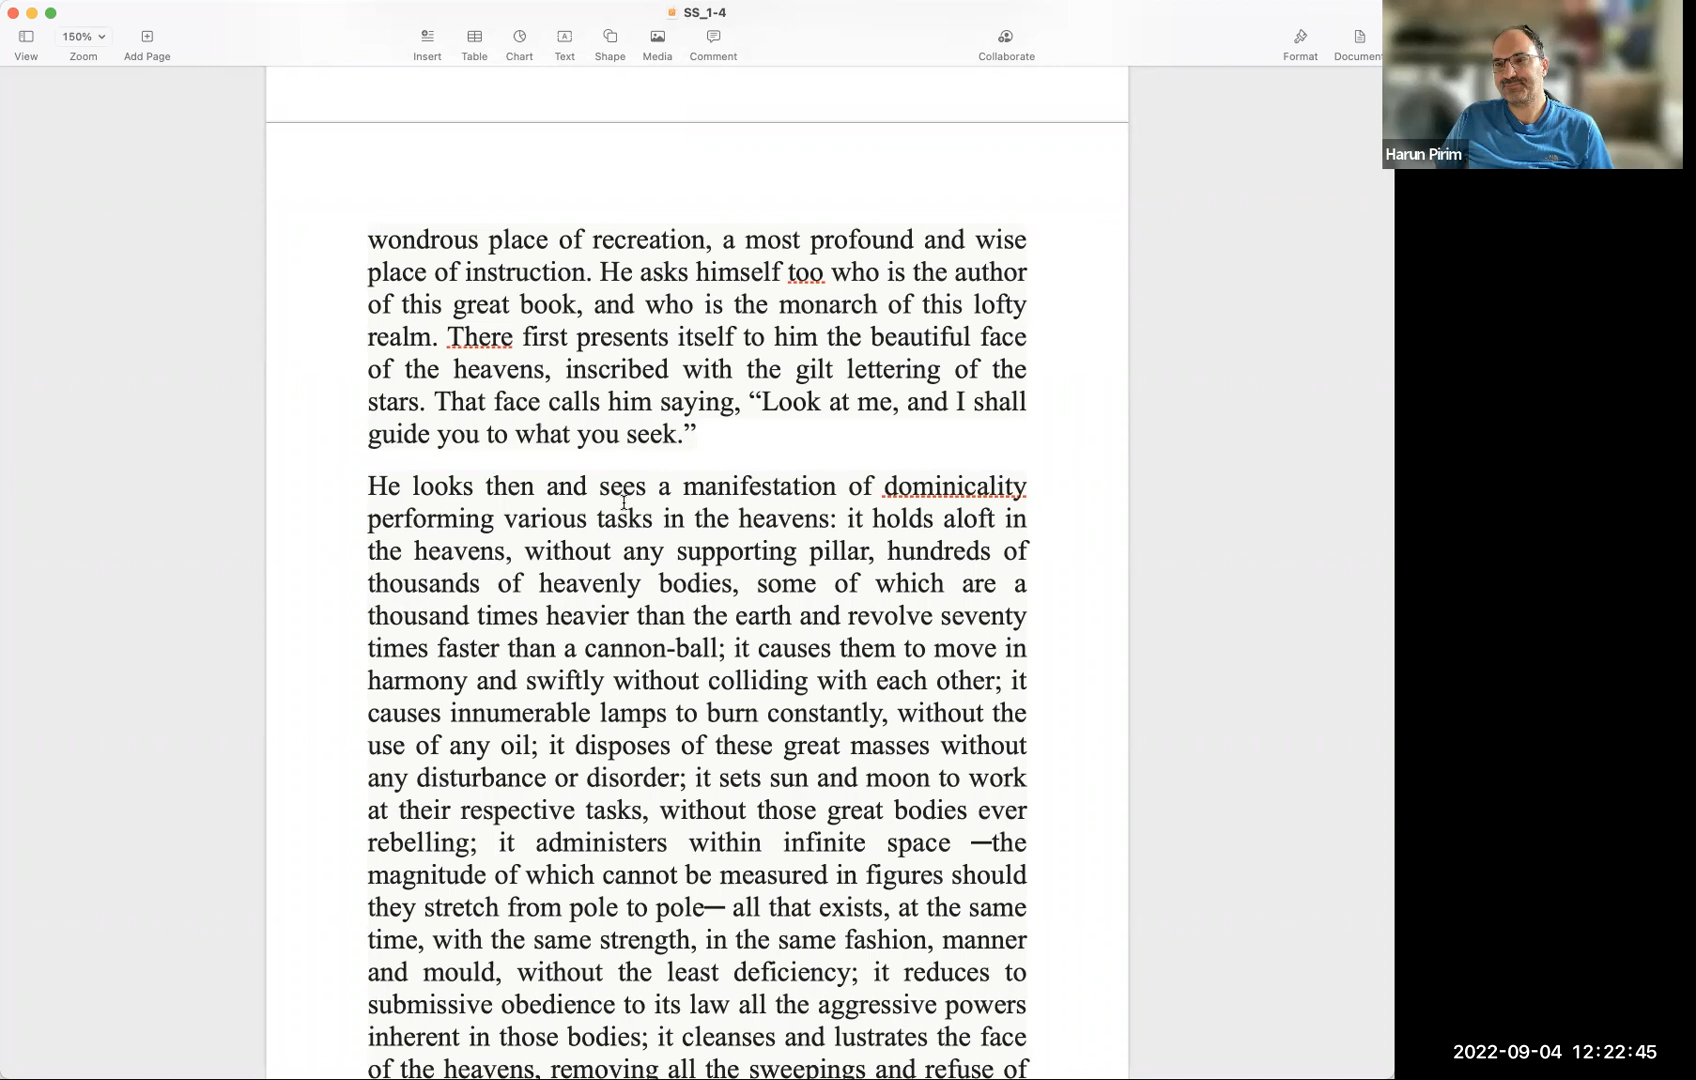 SS_1-4
150%
View
Zoom
Add Page
Insert
Table
Chart
Text
Shape
Media
Comment
Collaborate
Format
Documen
Harun Pirim
wondrous place of recreation, a most profound and wise
place of instruction. He asks himself too who is the author
of this great book, and who is the monarch of this lofty
realm. There first presents itself to him the beautiful face
of the heavens, inscribed with the gilt lettering of the
stars. That face calls him saying, “Look at me, and I shall
guide you to what you seek.”
He looks then and sees a manifestation of dominicality
performing various tasks in the heavens: it holds aloft in
the heavens, without any supporting pillar, hundreds of
thousands of heavenly bodies, some of which are a
thousand times heavier than the earth and revolve seventy
times faster than a cannon-ball; it causes them to move in
harmony and swiftly without colliding with each other; it
causes innumerable lamps to burn constantly, without the
use of any oil; it disposes of these great masses without
any disturbance or disorder; it sets sun and moon to work
at their respective tasks, without those great bodies ever
rebelling; it administers within infinite space —the
magnitude of which cannot be measured in figures should
they stretch from pole to pole— all that exists, at the same
time, with the same strength, in the same fashion, manner
and mould, without the least deficiency; it reduces to
submissive obedience to its law all the aggressive powers
inherent in those bodies; it cleanses and lustrates the face
of the heavens, removing all the sweepings and refuse of
2022-09-04 12:22:45